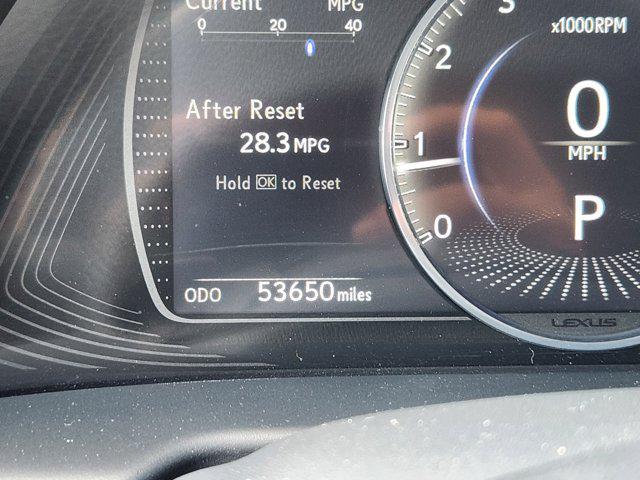 Current MPG
0 20 40
After Reset
28.3 MPG
Hold OK to Reset
ODO 53650 miles
3
x1000RPM
2
1
0
0
MPH
P
LEXUS